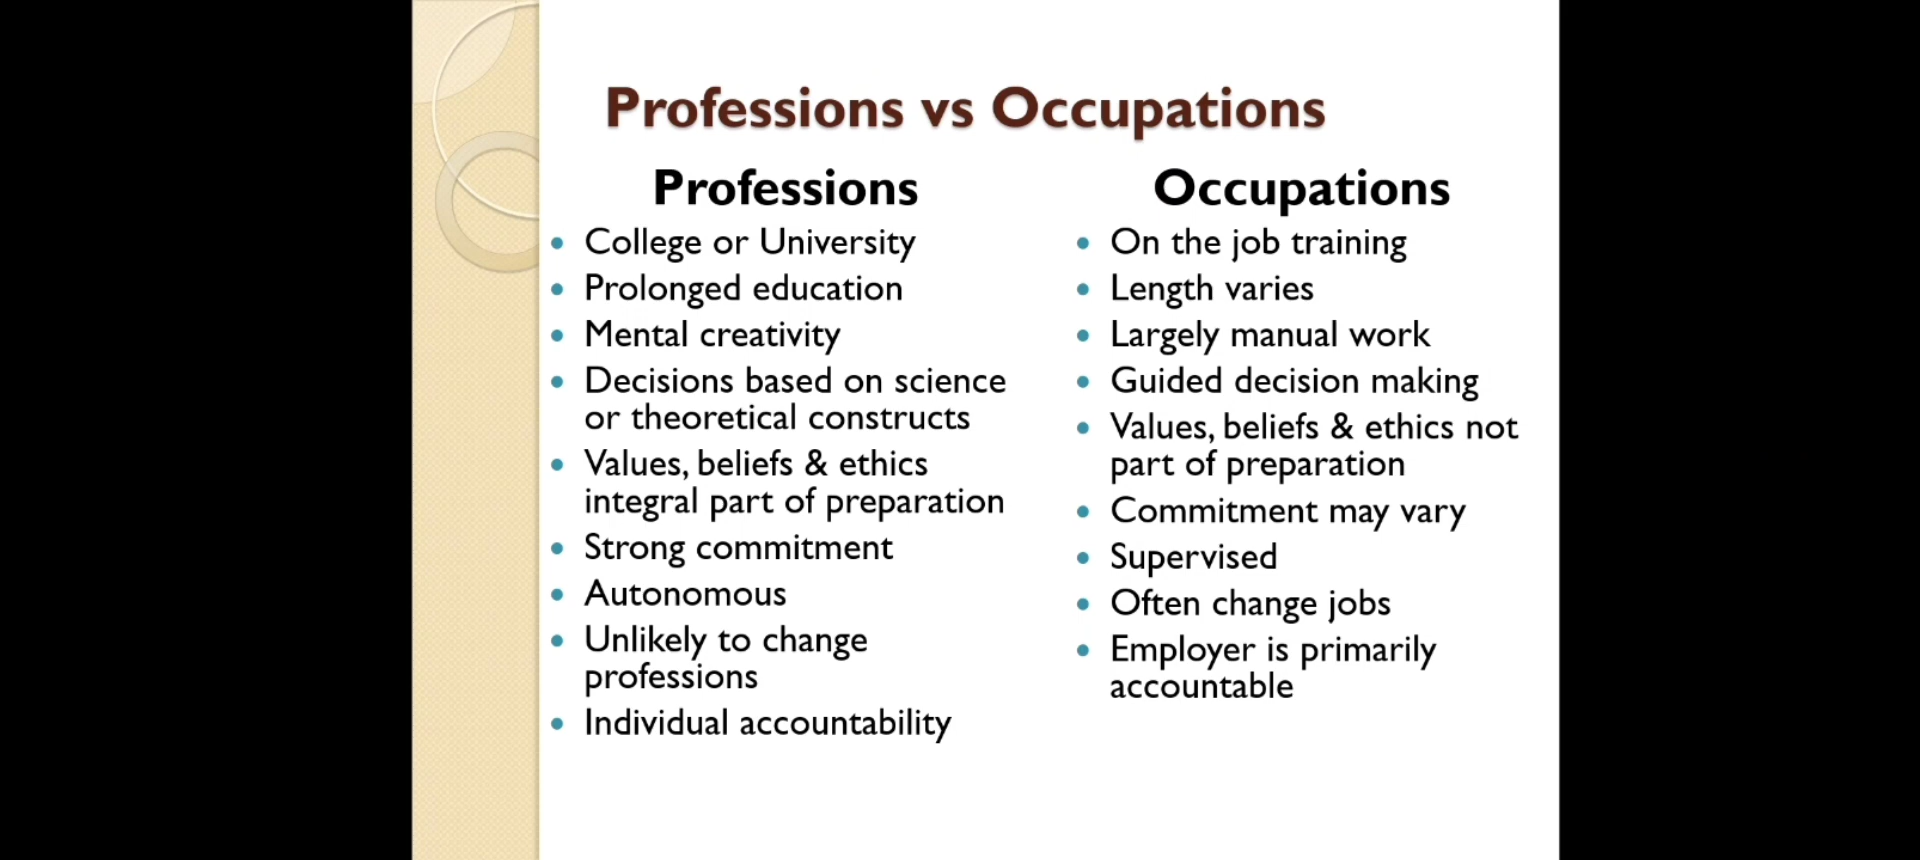 Professions vs Occupations
Professions
College or University
Prolonged education
Mental creativity
Decisions based on science
or theoretical constructs
Values, beliefs & ethics
integral part of preparation
Strong commitment
Autonomous
Unlikely to change
professions
Individual accountability
Occupations
On the job training
Length varies
Largely manual work
Guided decision making
Values, beliefs & ethics not
part of preparation
Commitment may vary
Supervised
Often change jobs
Employer is primarily
accountable